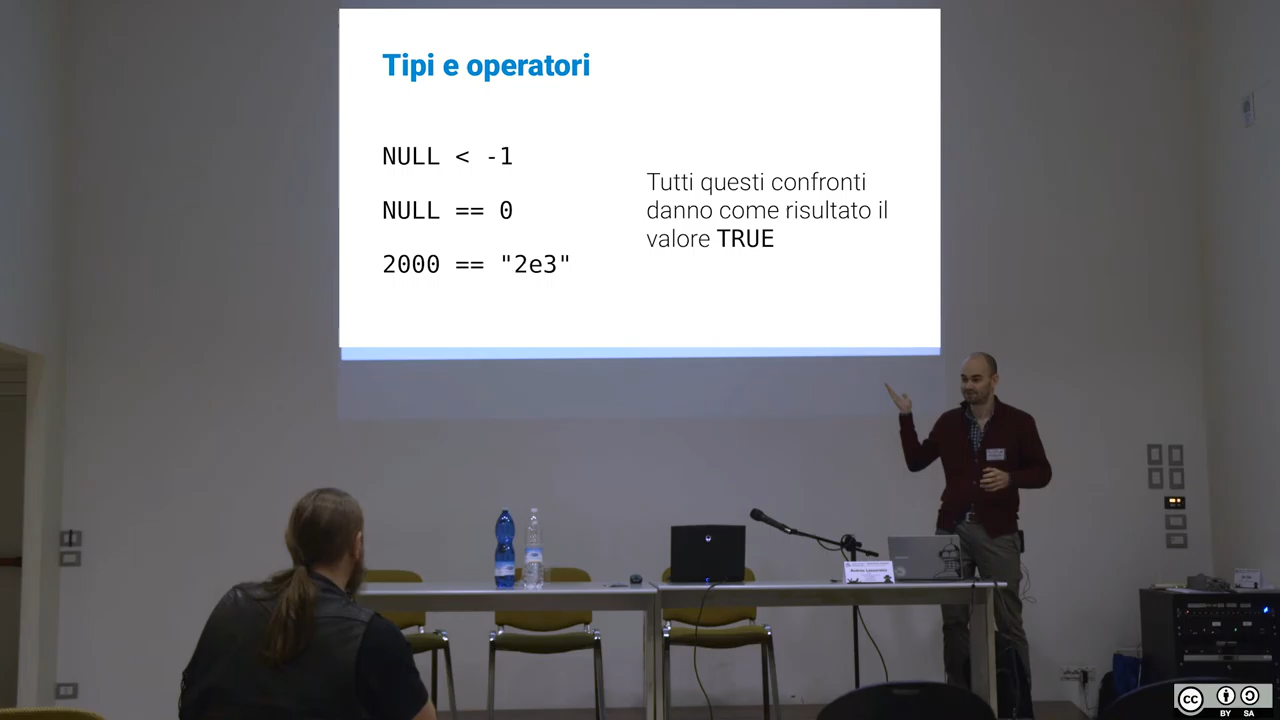 Tipi e operatori
NULL < -1
NULL == 0
2000 == "2e3"
Tutti questi confronti
danno come risultato il
valore TRUE
cc
BY SA